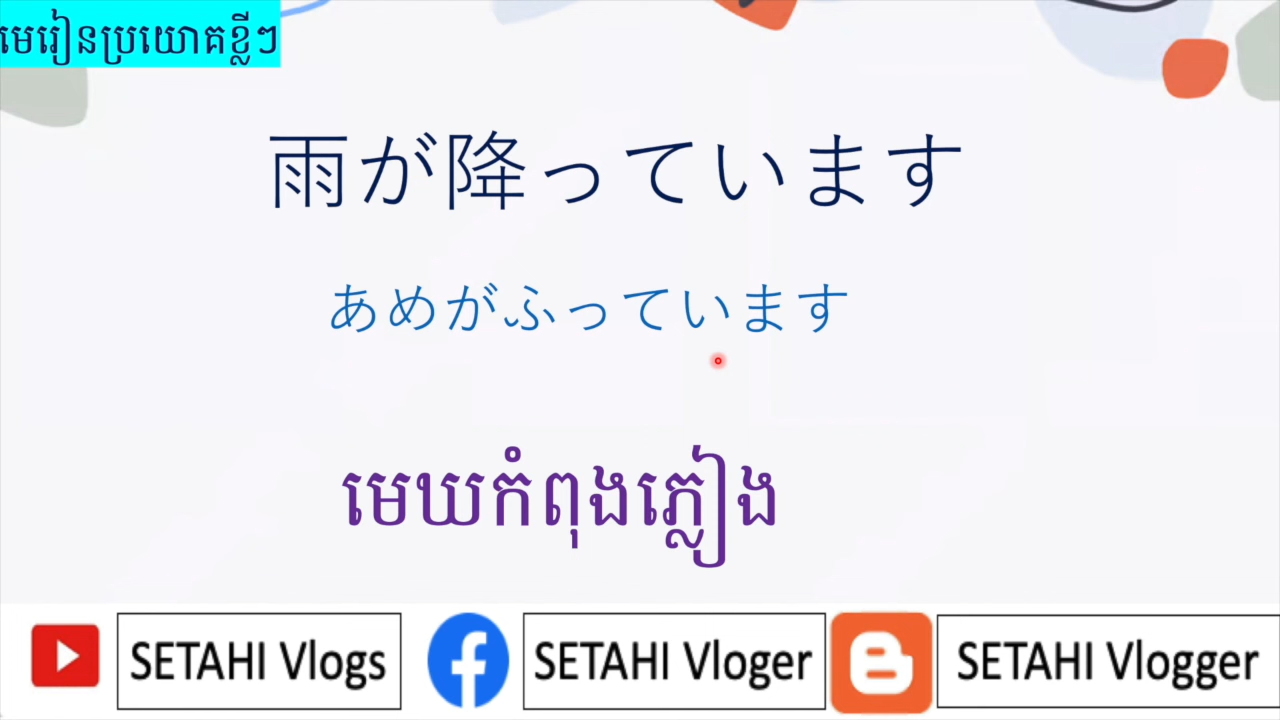 មេរៀនប្រយោគខ្លីៗ
雨が降っています
あめがふっています
មេឃកំពុងភ្លៀង
SETAHI Vlogs
SETAHI Vloger
SETAHI Vlogger